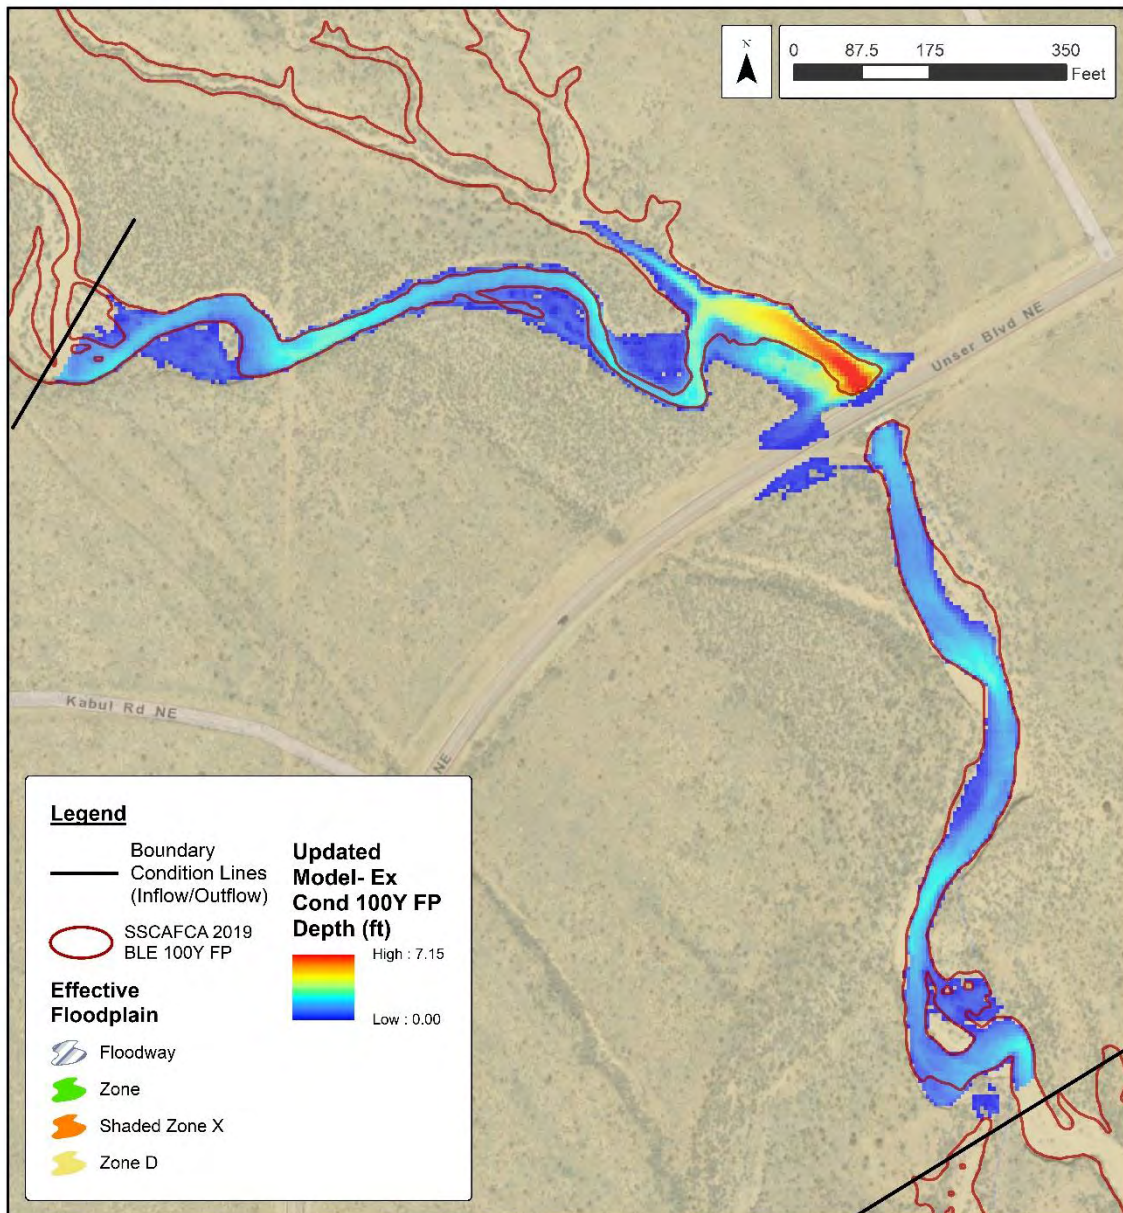 N
0 87.5 175 350
Feet
Unser Blvd NE
Kabul Rd NE
NE
Legend
Boundary
Condition Lines
(Inflow/Outflow)
SSCAFCA 2019
BLE 100Y FP
Effective
Floodplain
Floodway
Zone
Shaded Zone X
Zone D
Updated
Model- Ex
Cond 100Y FP
Depth (ft)
High : 7.15
Low : 0.00